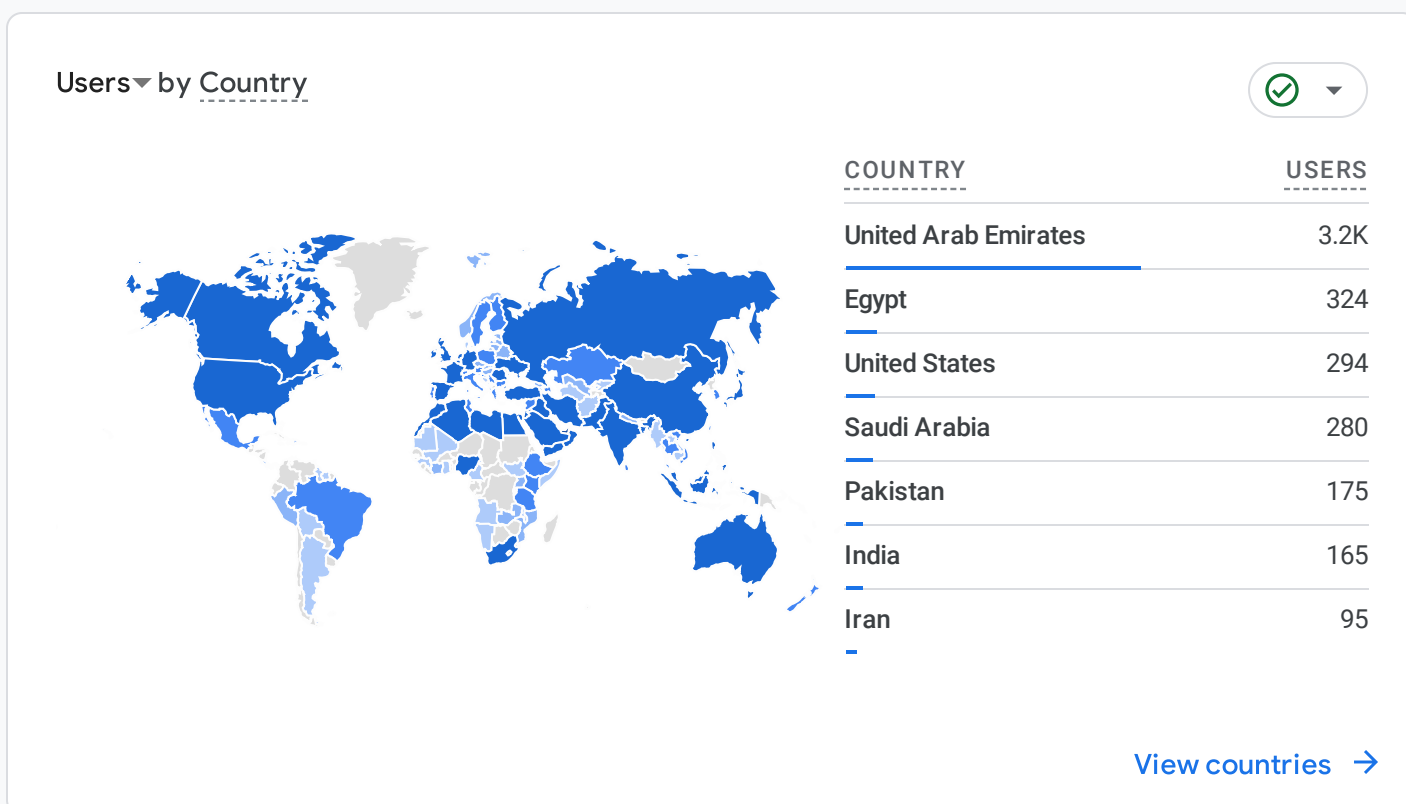 Users by Country
COUNTRY USERS
United Arab Emirates 3.2K
Egypt 324
United States 294
Saudi Arabia 280
Pakistan 175
India 165
Iran 95
View countries